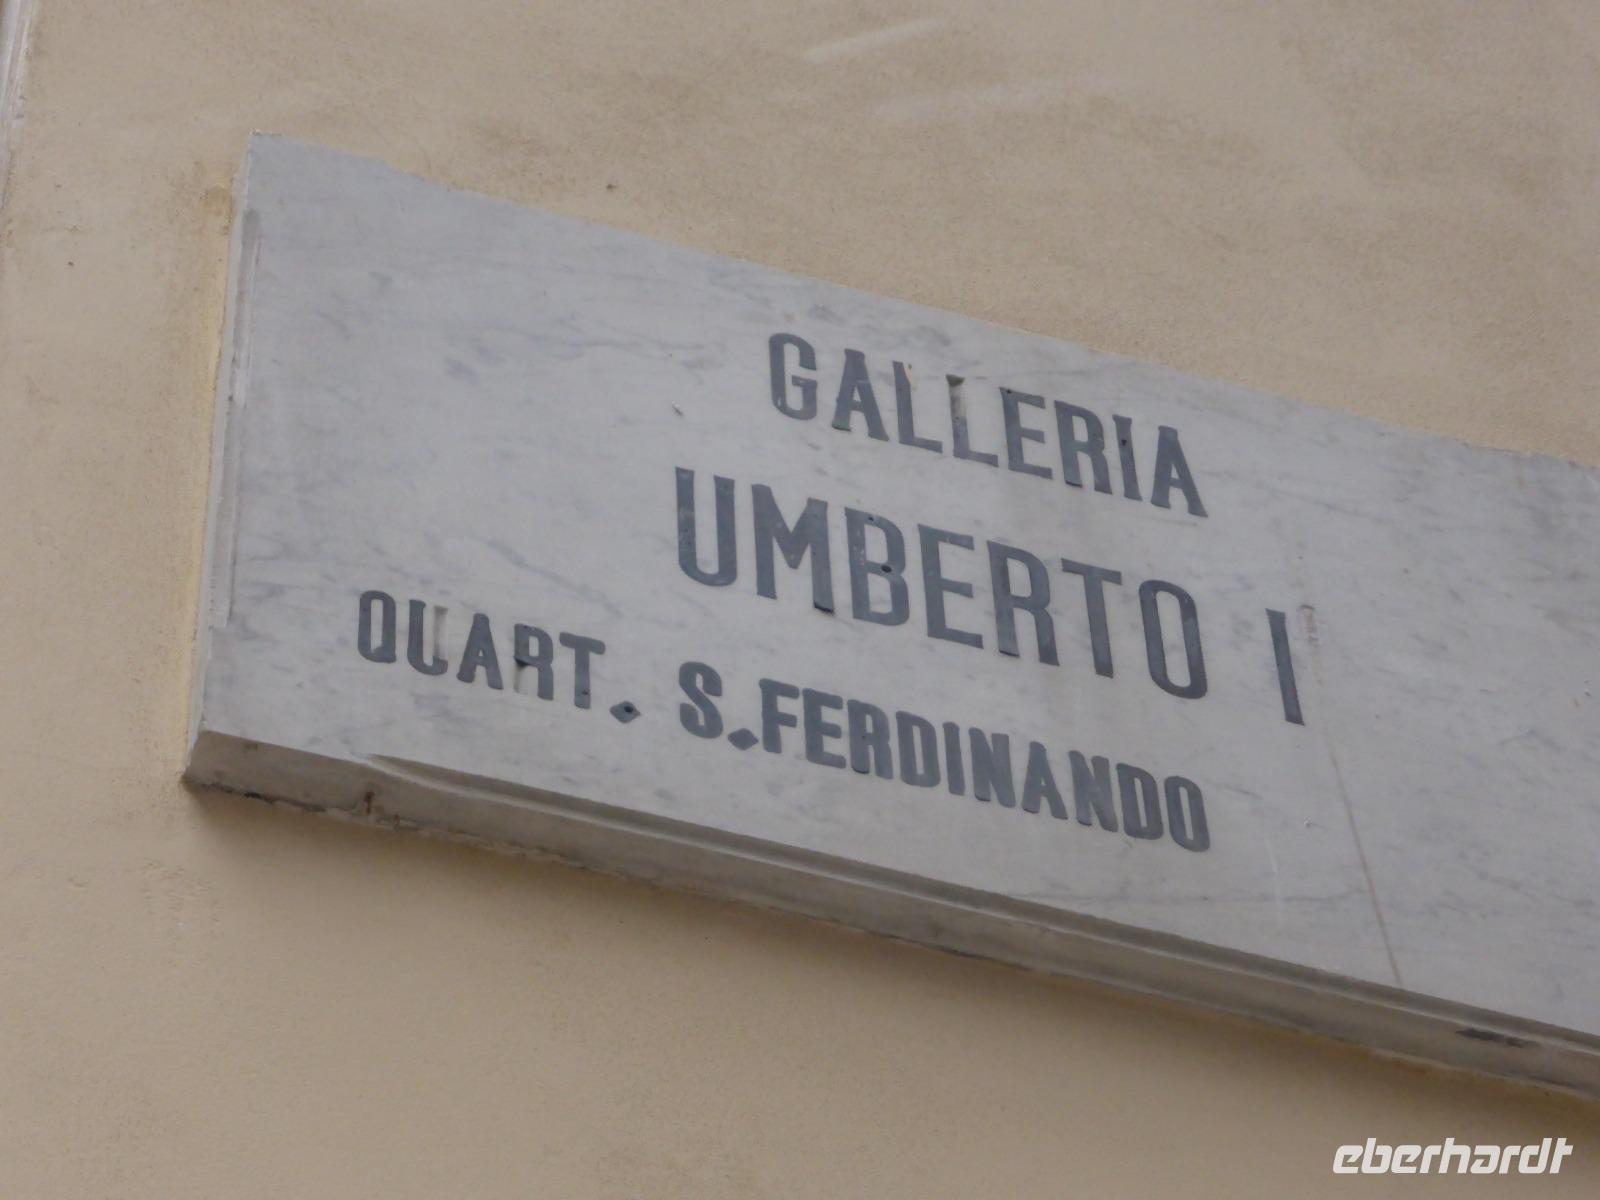 GALLERIA
UMBERTO I
QUART. S.FERDINANDO
eberhardt